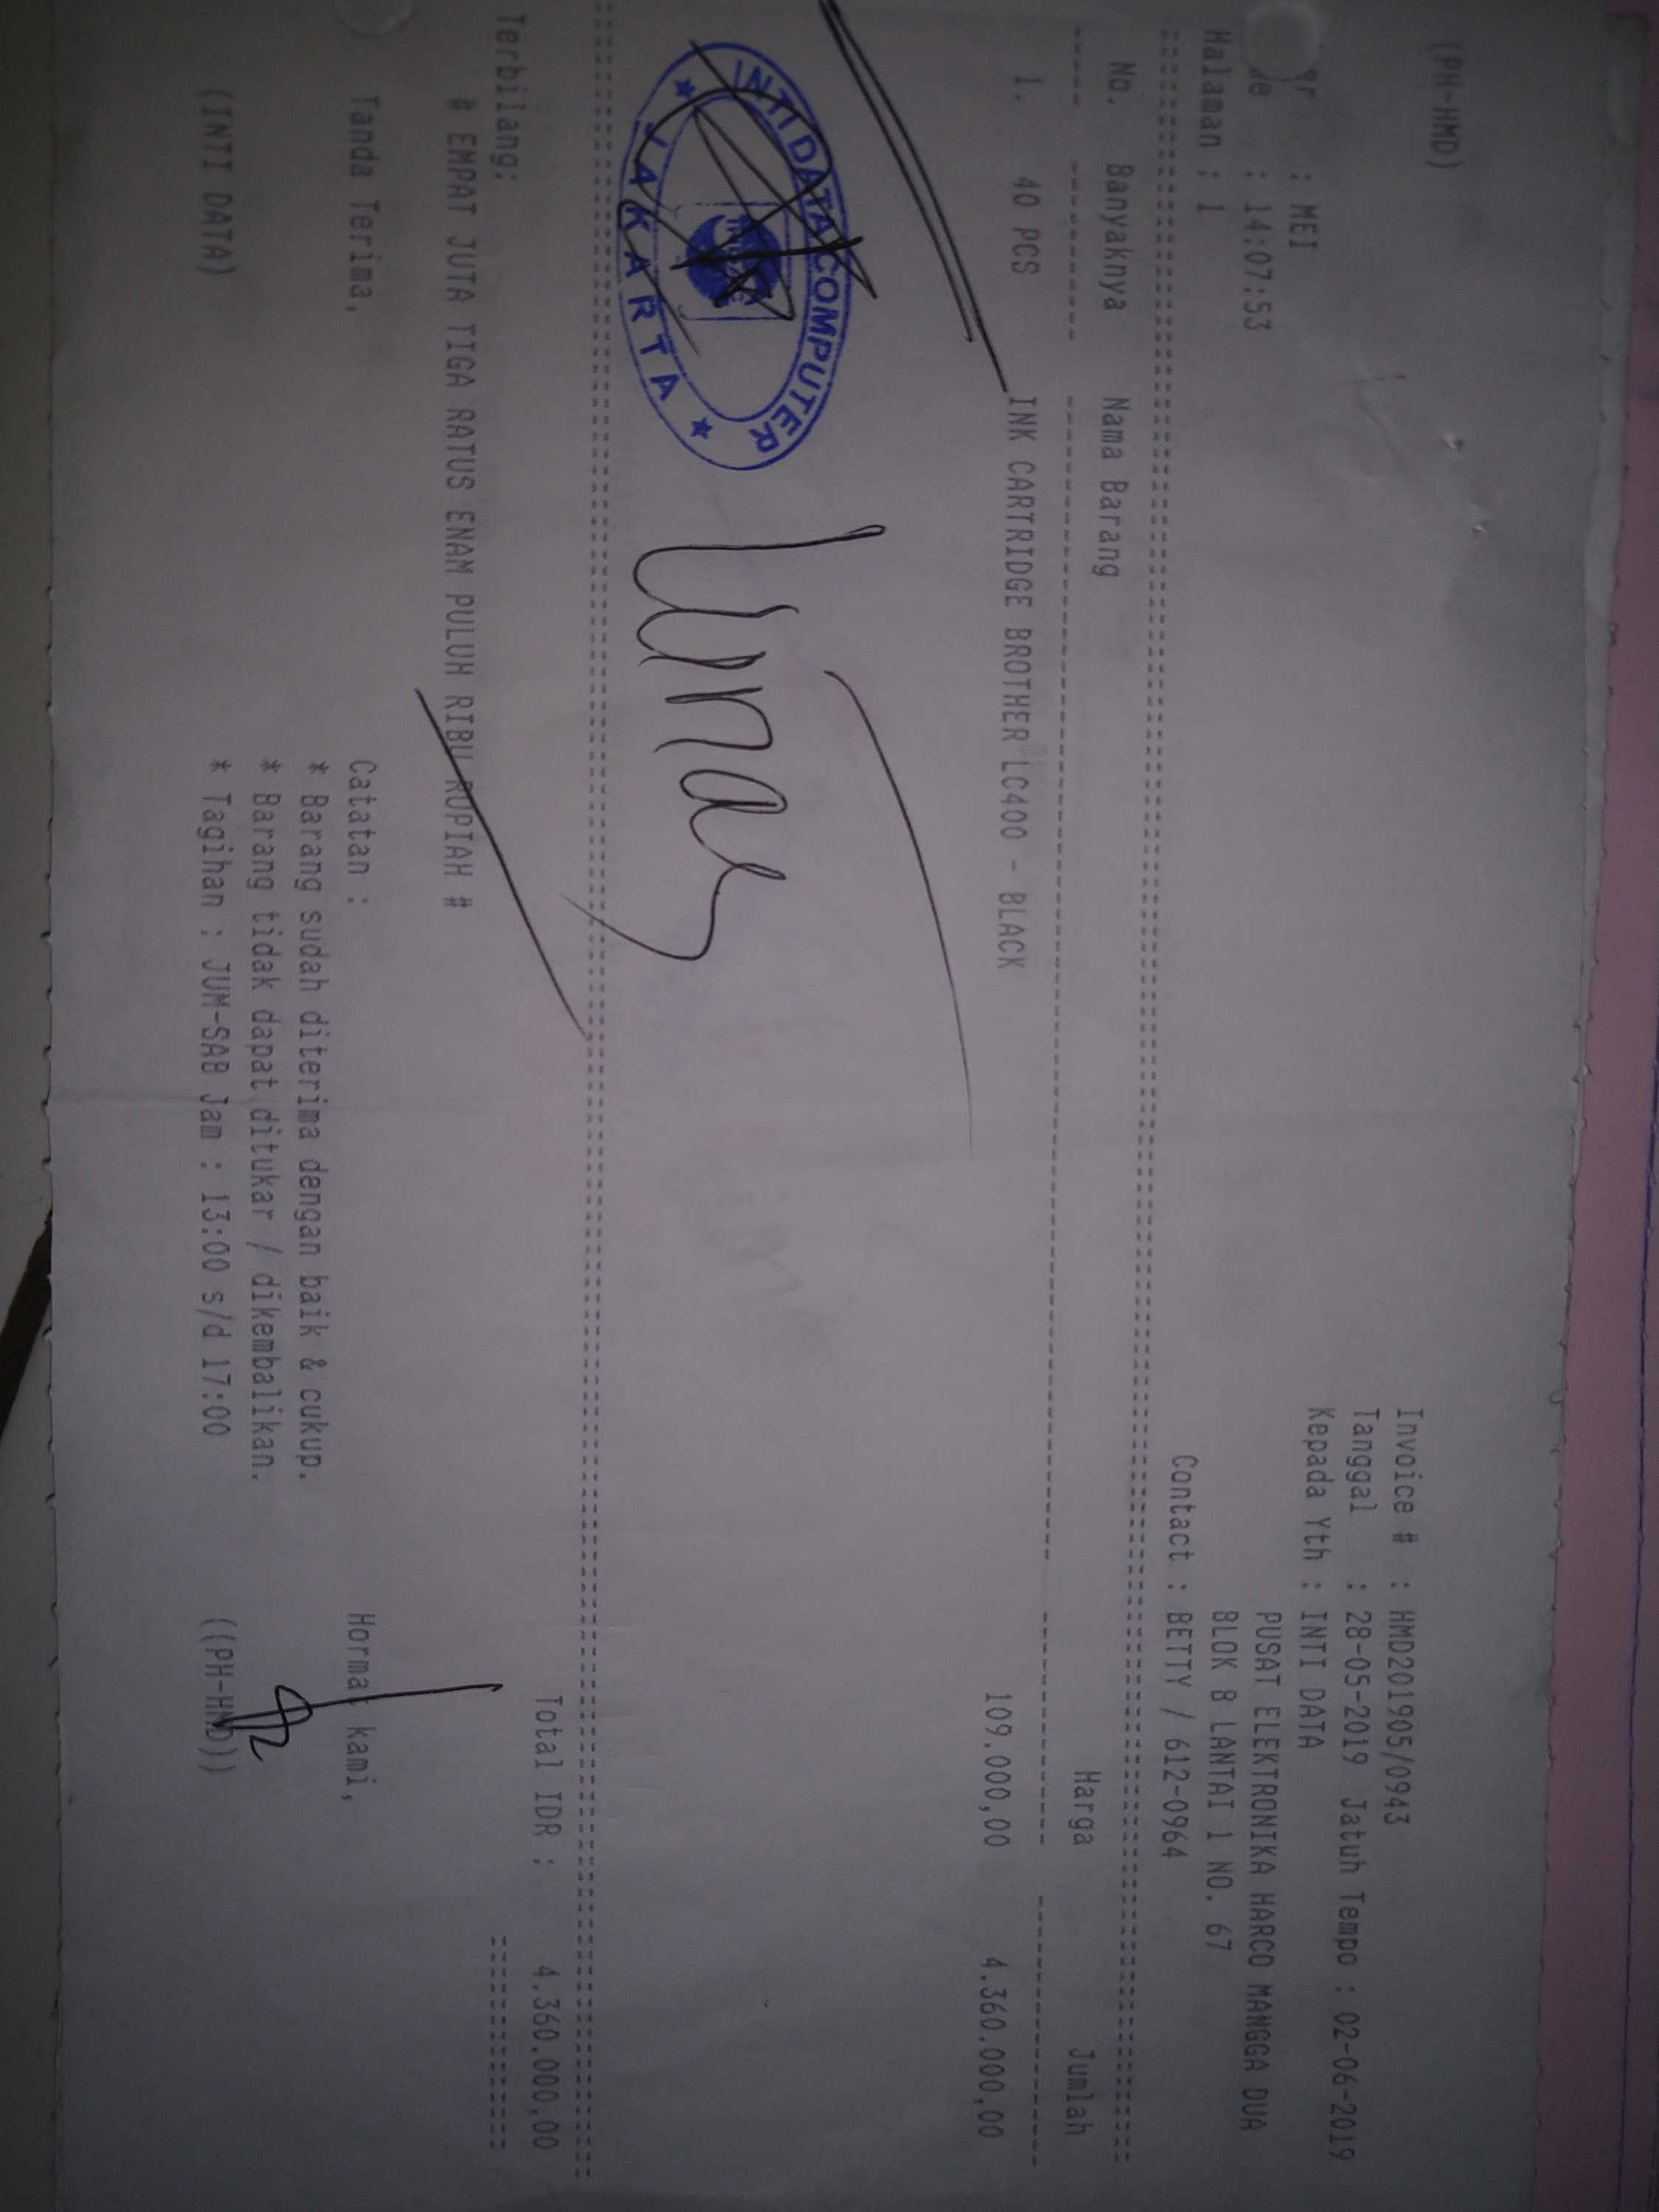 (PH-HMD)
Invoice # : HMD201905/0943
Tanggal : 28-05-2019 Jatuh Tempo : 02-06-2019
: MEI Kepada Yth : INTI DATA
: 14:07:53 PUSAT ELEKTRONIKA HARCO MANGGA DUA
Halaman : 1 BLOK B LANTAI 1 NO. 67
Contact : BETTY / 612-0964
No. Banyaknya Nama Barang Harga Jumlah
1. 40 PCS INK CARTRIDGE BROTHER LC400 - BLACK 109.000,00 4.360.000,00
INTI DATA COMPUTER
JAKARTA
Lunas
Total IDR : 4,360.000,00
Terbilang:
# EMPAT JUTA TIGA RATUS ENAM PULUH RIBU RUPIAH #
Tanda Terima, Catatan : Hormat kami,
* Barang sudah diterima dengan baik & cukup.
* Barang tidak dapat ditukar / dikembalikan.
(INTI DATA) * Tagihan : JUM-SAB Jam : 13:00 s/d 17:00 ((PH-HMD))